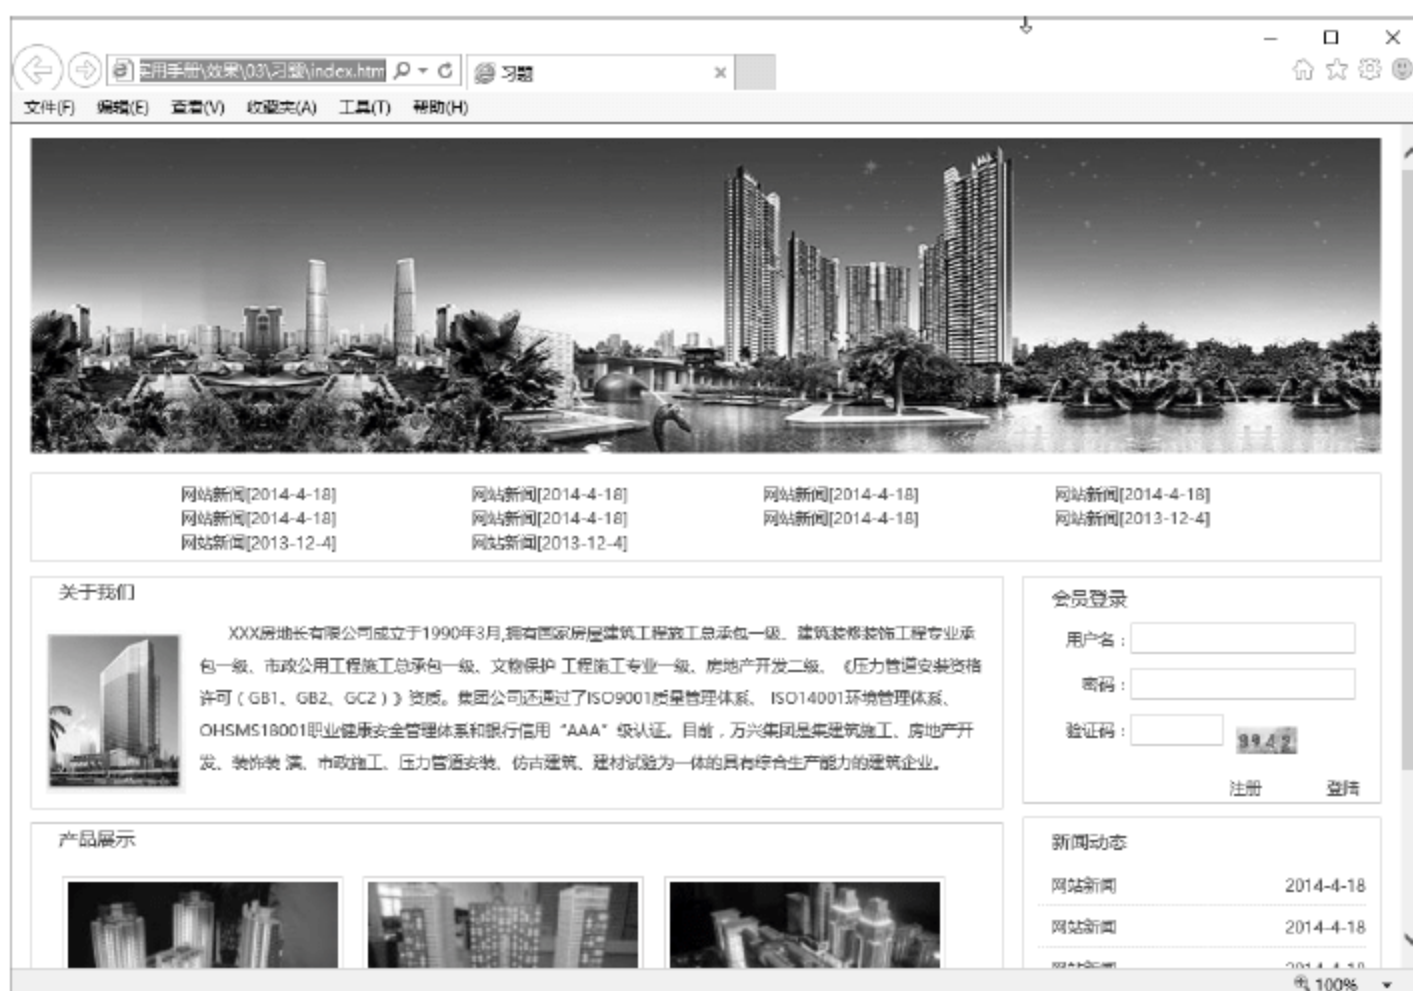 实用手册\效果\03\习题\index.htm
习题
文件(F) 编辑(E) 查看(V) 收藏夹(A) 工具(T) 帮助(H)
网站新闻[2014-4-18] 网站新闻[2014-4-18] 网站新闻[2014-4-18] 网站新闻[2014-4-18]
网站新闻[2014-4-18] 网站新闻[2014-4-18] 网站新闻[2014-4-18] 网站新闻[2013-12-4]
网站新闻[2013-12-4] 网站新闻[2013-12-4]
关于我们
XXX房地长有限公司成立于1990年3月,拥有国家房屋建筑工程施工总承包一级、建筑装修装饰工程专业承
包一级、市政公用工程施工总承包一级、文物保护 工程施工专业一级、房地产开发二级、《压力管道安装资格
许可（GB1、GB2、GC2）》资质。集团公司还通过了ISO9001质量管理体系、 ISO14001环境管理体系、
OHSMS18001职业健康安全管理体系和银行信用“AAA”级认证。目前，万兴集团是集建筑施工、房地产开
发、装饰装 潢、市政施工、压力管道安装、仿古建筑、建材试验为一体的具有综合生产能力的建筑企业。
会员登录
用户名：
密码：
验证码： 9942
注册 登陆
产品展示
新闻动态
网站新闻 2014-4-18
网站新闻 2014-4-18
网站新闻 2014-4-18
100%